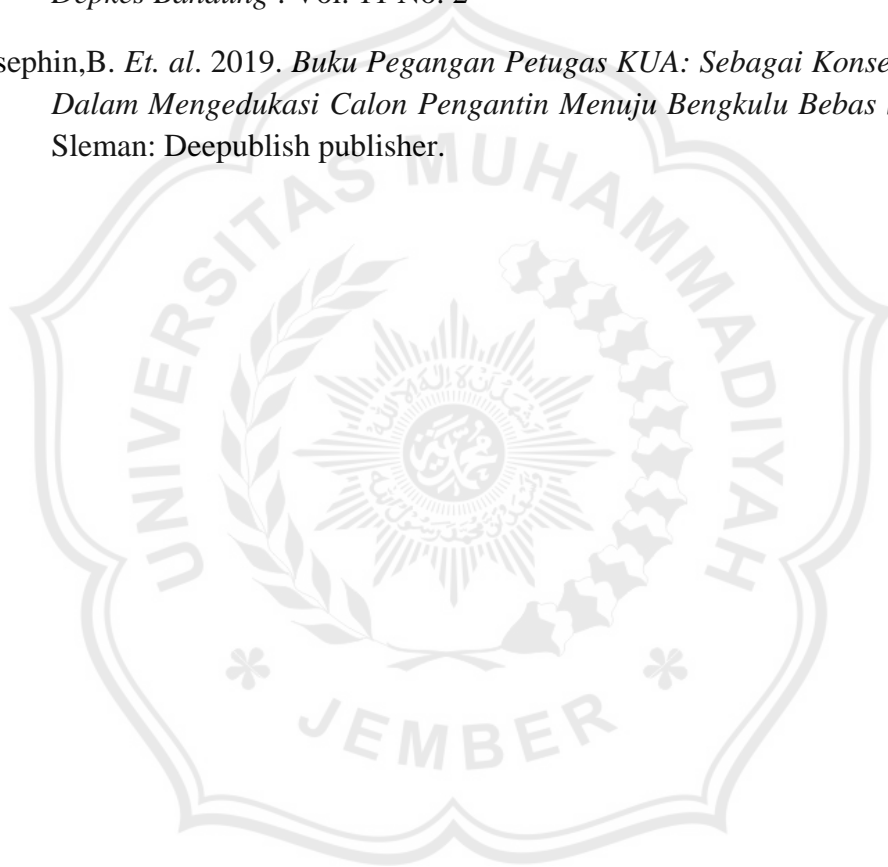 Depkes Bandung : Vol. 11 No. 2
sephin,B. Et. al. 2019. Buku Pegangan Petugas KUA: Sebagai Konse
Dalam Mengedukasi Calon Pengantin Menuju Bengkulu Bebas
Sleman: Deepublish publisher.
UNIVERSITAS MUHAMMADIYAH
JEMBER